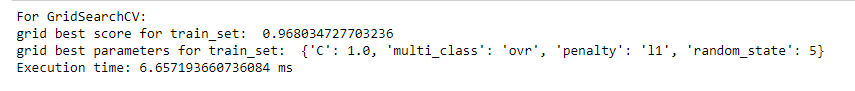 For GridSearchCV:
grid best score for train_set:  0.968034727703236
grid best parameters for train_set:  {'C': 1.0, 'multi_class': 'ovr', 'penalty': 'l1', 'random_state': 5}
Execution time: 6.657193660736084 ms